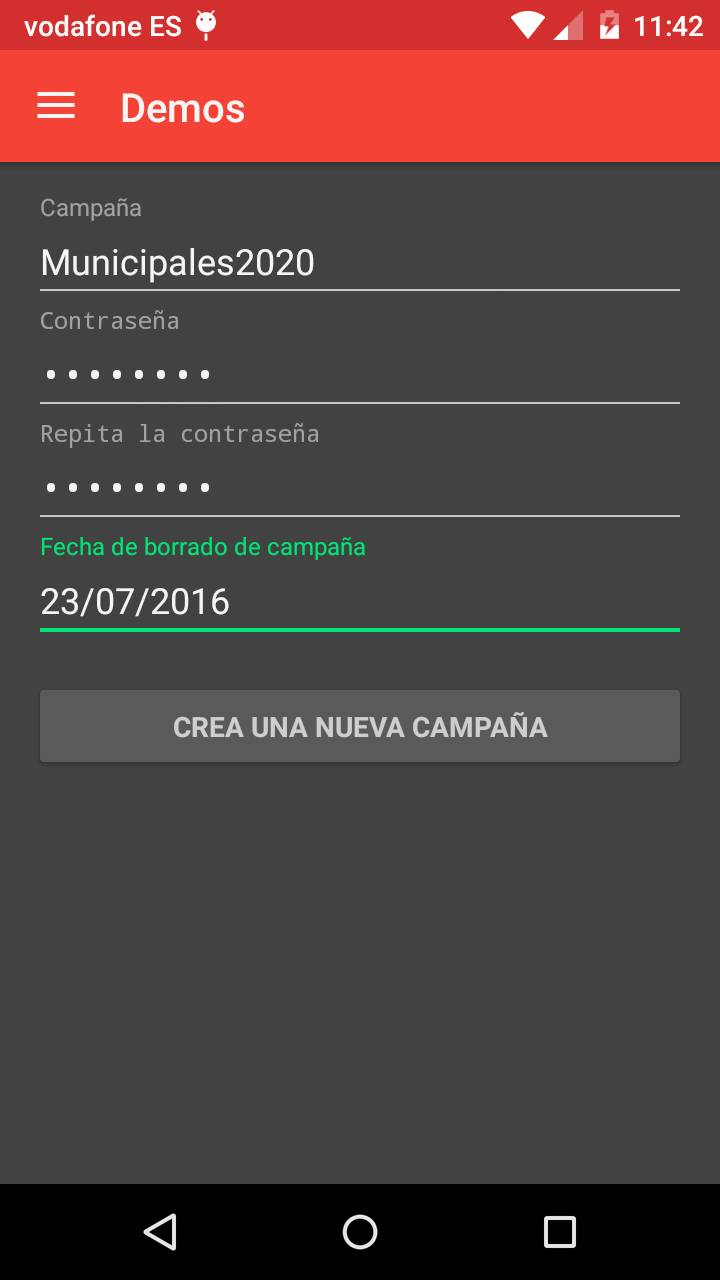 vodafone ES 11:42
Demos
Campaña
Municipales2020
Contraseña
••••••••
Repita la contraseña
••••••••
Fecha de borrado de campaña
23/07/2016
CREA UNA NUEVA CAMPAÑA